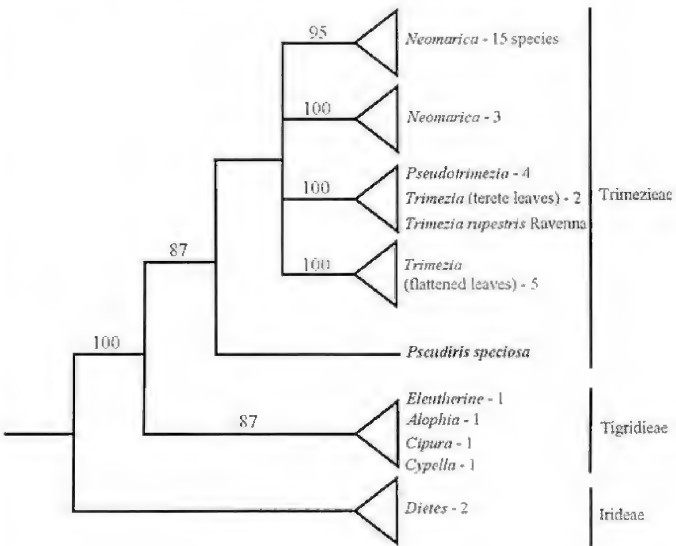 95
Neomarica - 15 species
100
Neomarica - 3
100
Pseudotrimezia - 4
Trimezia (terete leaves) - 2
Trimezia rupestris Ravenna
Trimezieae
100
Trimezia
(flattened leaves) - 5
87
Pseudiris speciosa
100
87
Eleutherine - 1
Alophia - 1
Cipura - 1
Cypella - 1
Tigridieae
Dietes - 2
Irideae